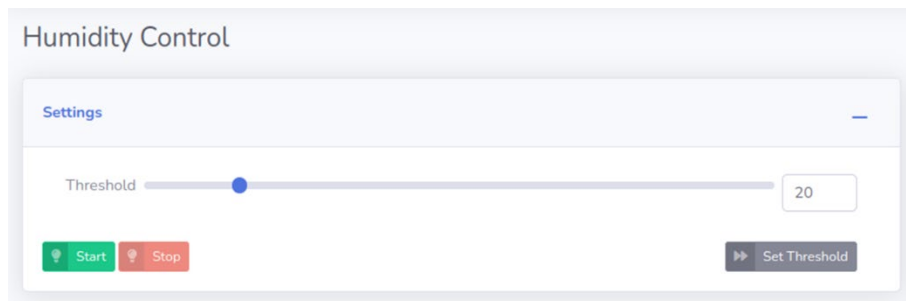 Humidity Control
Settings
Threshold 20
Start Stop Set Threshold